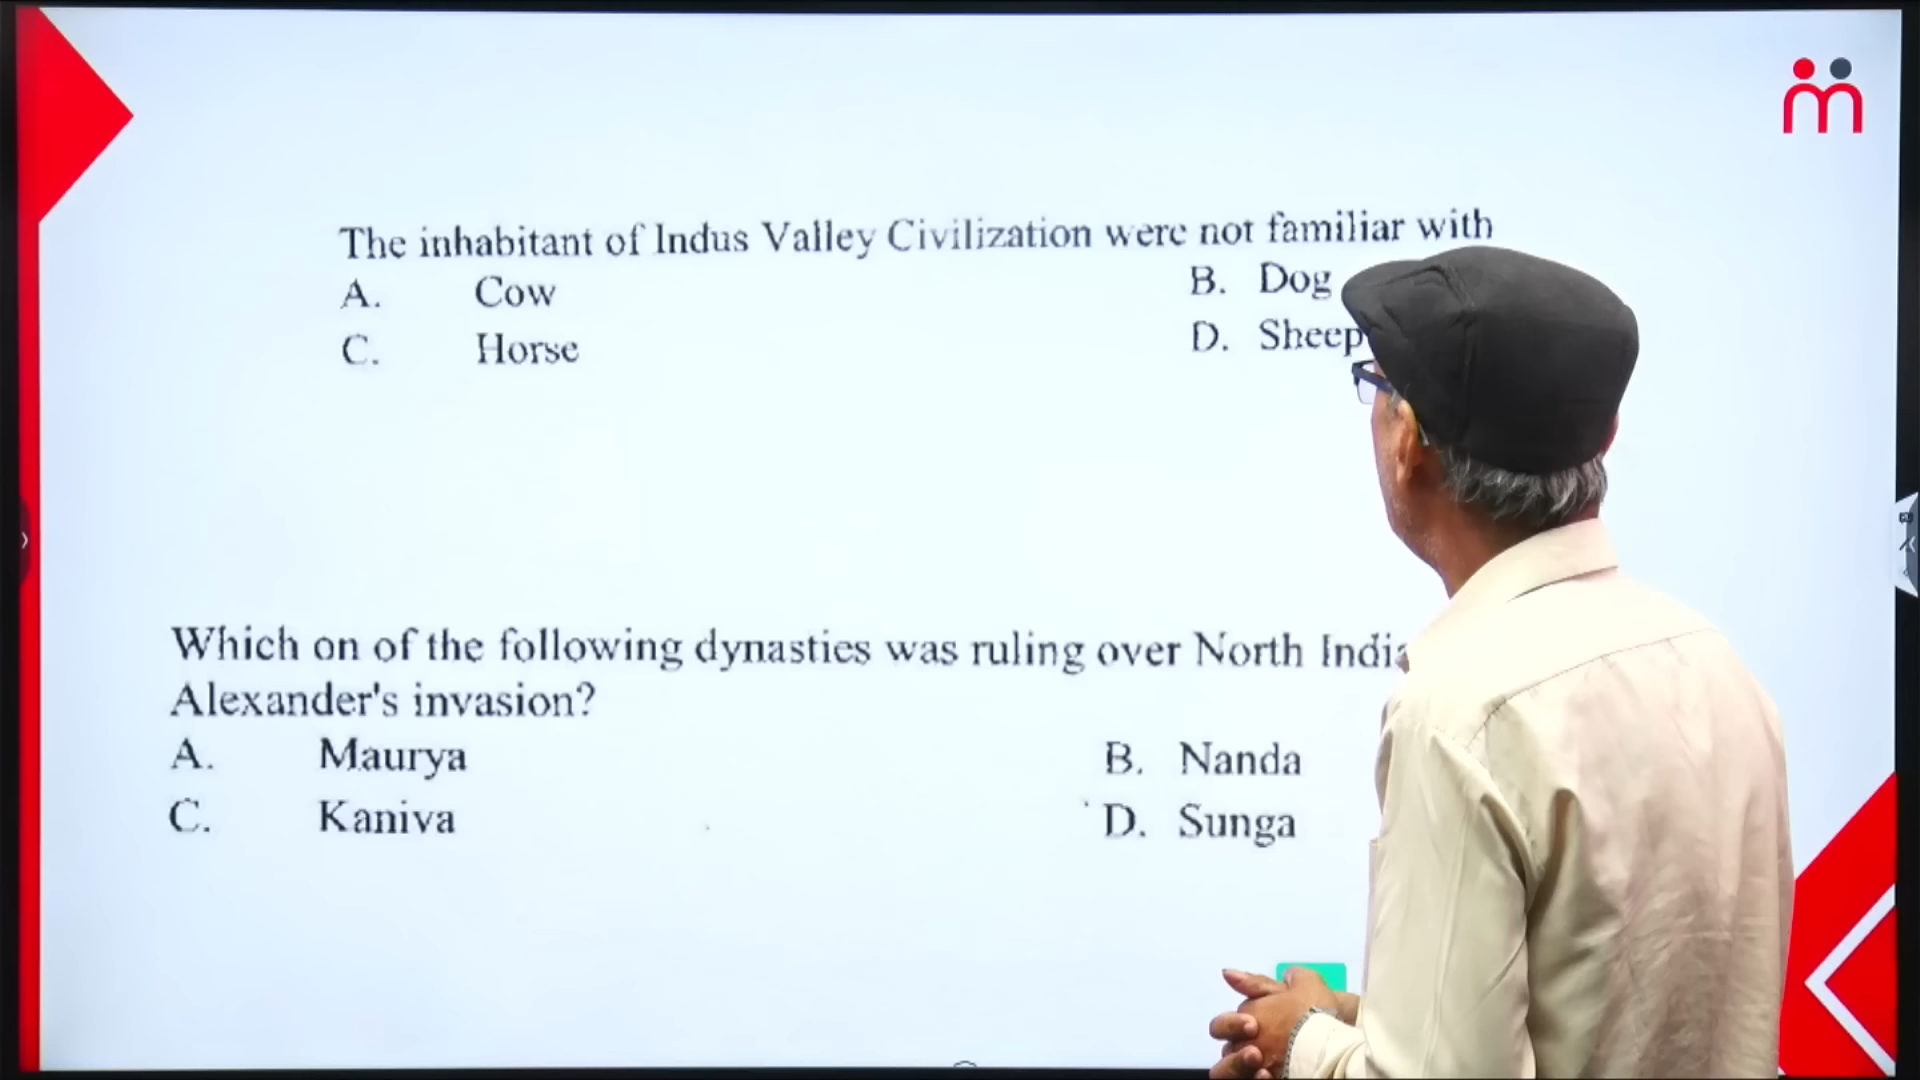 The inhabitant of Indus Valley Civilization were not familiar with
A. Cow B. Dog
C. Horse D. Sheep
Which on of the following dynasties was ruling over North
Alexander's invasion?
A. Maurya B. Nanda
C. Kaniva D. Sunga